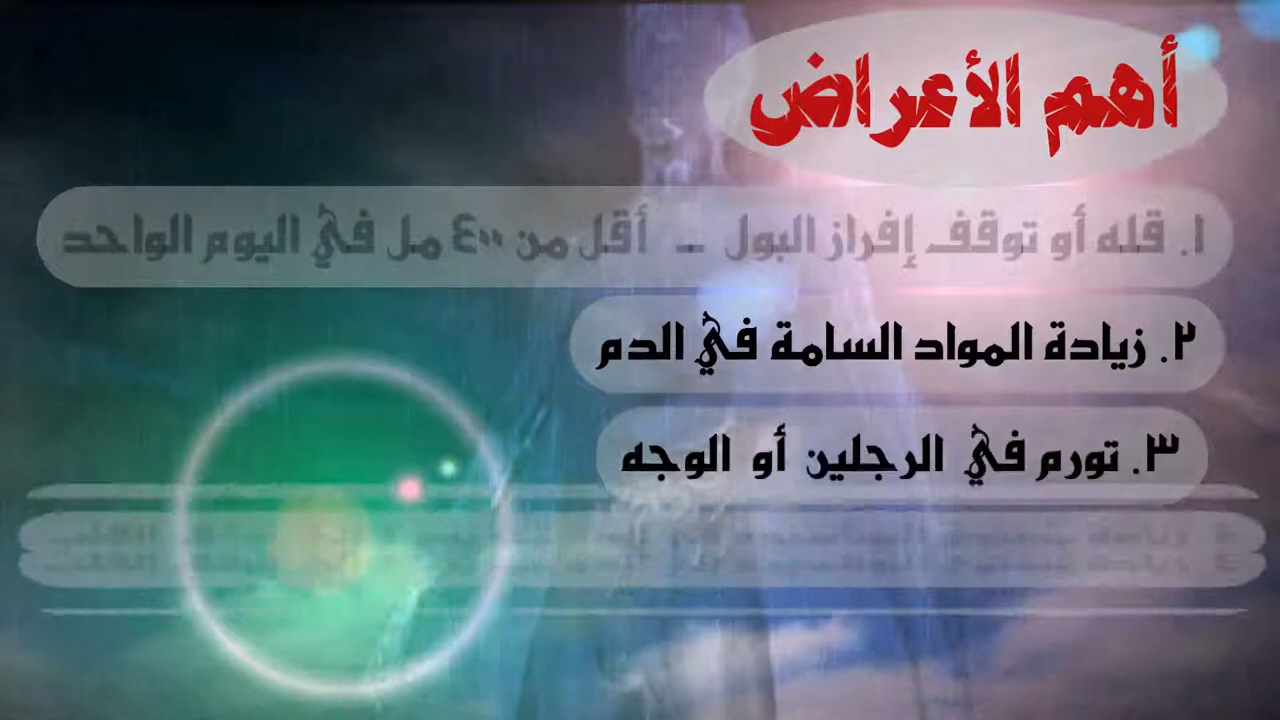 أهم الأعراض
١. قله أو توقف إفراز البول - أقل من ٤٠٠ مل في اليوم الواحد
٢. زيادة المواد السامة في الدم
٣. تورم في الرجلين أو الوجه